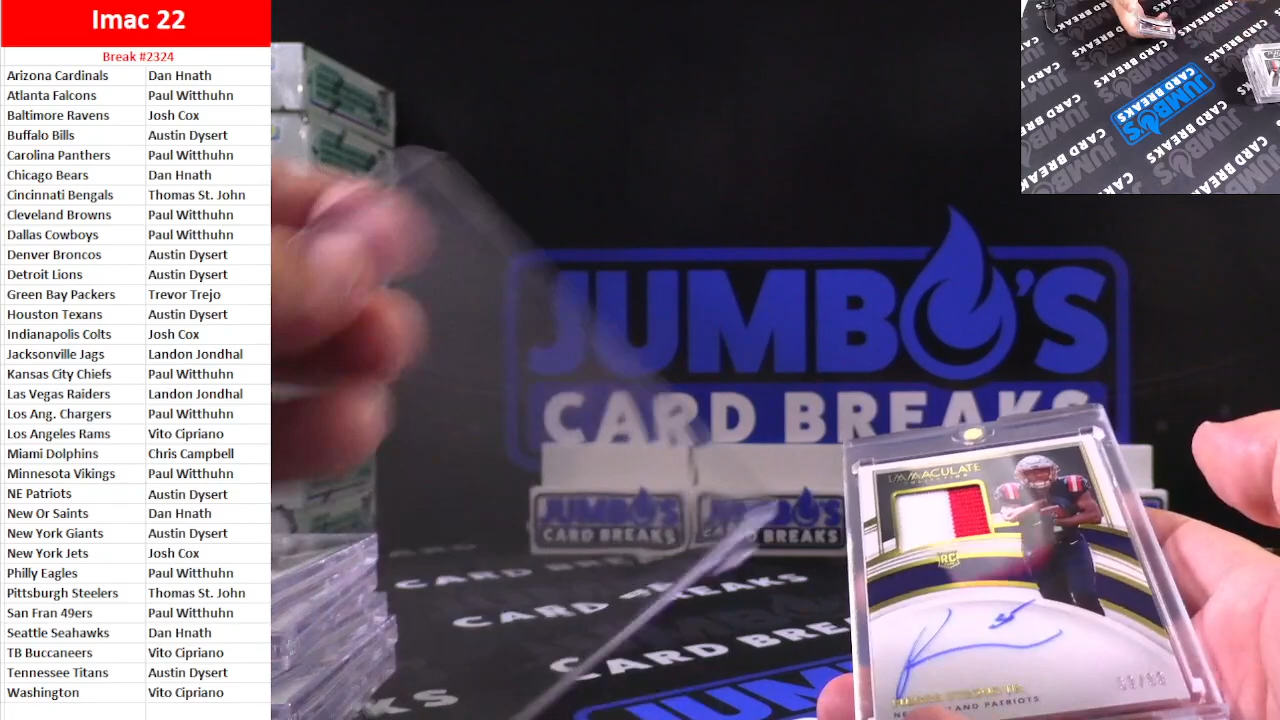 Imac 22
Break #2324
Arizona Cardinals Dan Hnath
Atlanta Falcons Paul Witthuhn
Baltimore Ravens Josh Cox
Buffalo Bills Austin Dysert
Carolina Panthers Paul Witthuhn
Chicago Bears Dan Hnath
Cincinnati Bengals Thomas St. John
Cleveland Browns Paul Witthuhn
Dallas Cowboys Paul Witthuhn
Denver Broncos Austin Dysert
Detroit Lions Austin Dysert
Green Bay Packers Trevor Trejo
Houston Texans Austin Dysert
Indianapolis Colts Josh Cox
Jacksonville Jags Landon Jondhal
Kansas City Chiefs Paul Witthuhn
Las Vegas Raiders Landon Jondhal
Los Ang. Chargers Paul Witthuhn
Los Angeles Rams Vito Cipriano
Miami Dolphins Chris Campbell
Minnesota Vikings Paul Witthuhn
NE Patriots Austin Dysert
New Or Saints Dan Hnath
New York Giants Austin Dysert
New York Jets Josh Cox
Philly Eagles Paul Witthuhn
Pittsburgh Steelers Thomas St. John
San Fran 49ers Paul Witthuhn
Seattle Seahawks Dan Hnath
TB Buccaneers Vito Cipriano
Tennessee Titans Austin Dysert
Washington Vito Cipriano
JUMBO'S
CARD BREAKS
JUMBO'S
CARD BREAKS
JUMBO'S
CARD BREAKS
CARD BREAKS
CARD BREAKS
IMMACULATE
COLLECTION
RC
PATRIOTS
JUMBO'S
CARD BREAKS